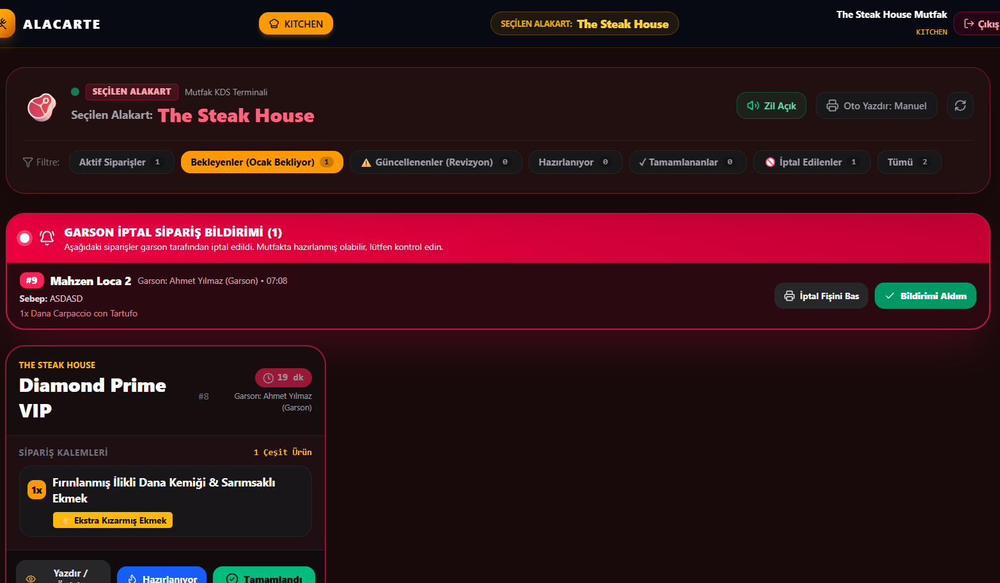 ALACARTE
KITCHEN
SEÇİLEN ALAKART: The Steak House
The Steak House Mutfak
KITCHEN
Çıkış
SEÇİLEN ALAKART
Mutfak KDS Terminali
Seçilen Alakart: The Steak House
Zil Açık
Oto Yazdır: Manuel
Filtre:
Aktif Siparişler 1
Bekleyenler (Ocak Bekliyor) 1
Güncellenenler (Revizyon) 0
Hazırlanıyor 0
✓ Tamamlananlar 0
İptal Edilenler 1
Tümü 2
GARSON İPTAL SİPARİŞ BİLDİRİMİ (1)
Aşağıdaki siparişler garson tarafından iptal edildi. Mutfakta hazırlanmış olabilir, lütfen kontrol edin.
#9 Mahzen Loca 2 Garson: Ahmet Yılmaz (Garson) • 07:08
Sebep: ASDASD
1x Dana Carpaccio con Tartufo
İptal Fişini Bas
Bildirimi Aldım
THE STEAK HOUSE
Diamond Prime
VIP
#8
19 dk
Garson: Ahmet Yılmaz
(Garson)
SİPARİŞ KALEMLERİ
1 Çeşit Ürün
1x
Fırınlanmış İlikli Dana Kemiği & Sarımsaklı
Ekmek
Ekstra Kızarmış Ekmek
Yazdır /
Hazırlanıyor
Tamamlandı